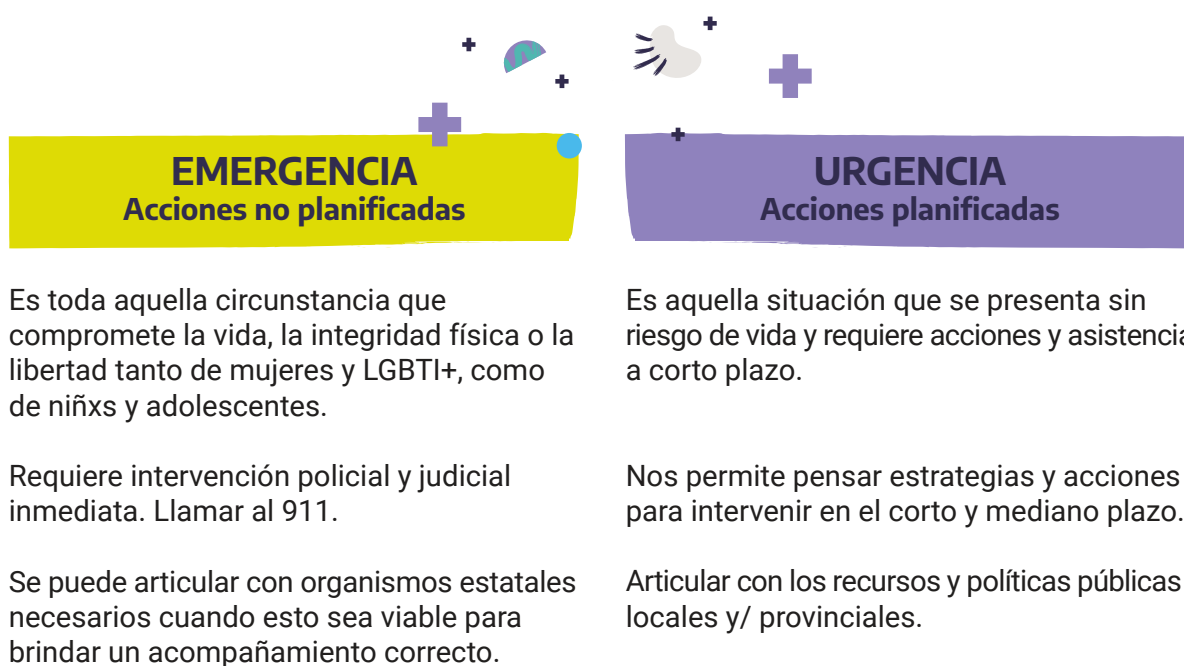 EMERGENCIA
Acciones no planificadas
Es toda aquella circunstancia que
compromete la vida, la integridad física o la
libertad tanto de mujeres y LGBTI+, como
de niñxs y adolescentes.
Requiere intervención policial y judicial
inmediata. Llamar al 911.
Se puede articular con organismos estatales
necesarios cuando esto sea viable para
brindar un acompañamiento correcto.
URGENCIA
Acciones planificadas
Es aquella situación que se presenta sin
riesgo de vida y requiere acciones y asistencia
a corto plazo.
Nos permite pensar estrategias y acciones
para intervenir en el corto y mediano plazo.
Articular con los recursos y políticas públicas
locales y/ provinciales.